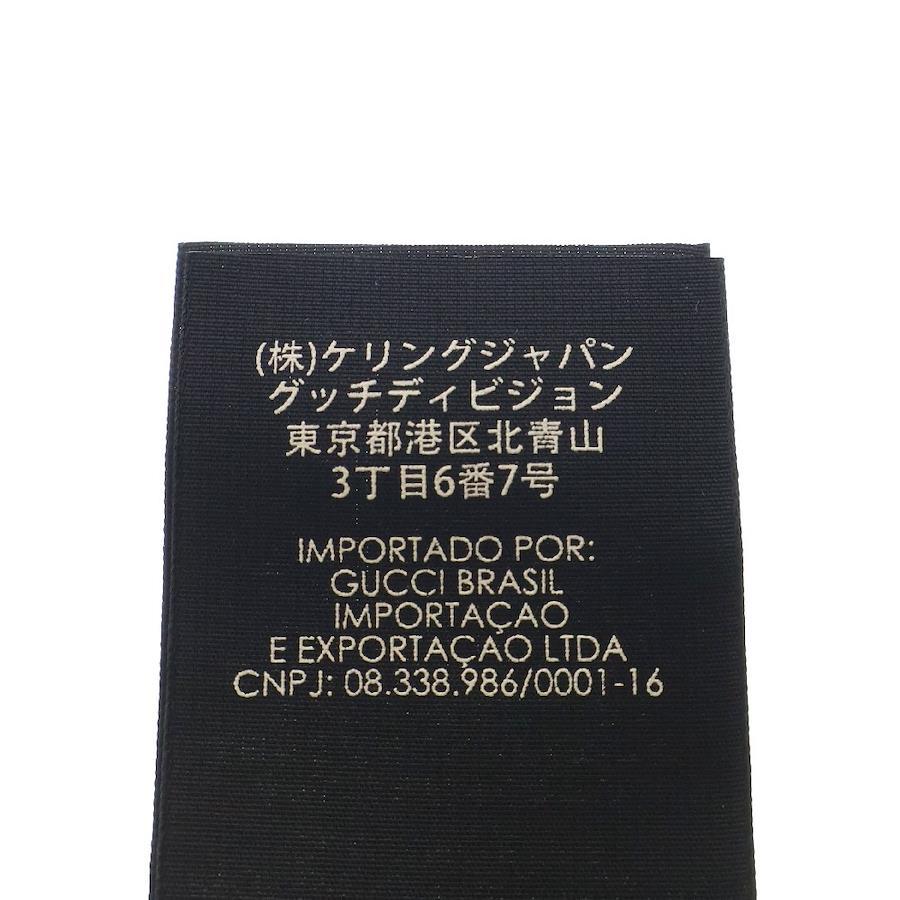 (株)ケリングジャパン
グッチディビジョン
東京都港区北青山
3丁目6番7号
IMPORTADO POR:
GUCCI BRASIL
IMPORTAÇAO
E EXPORTAÇAO LTDA
CNPJ: 08.338.986/0001-16